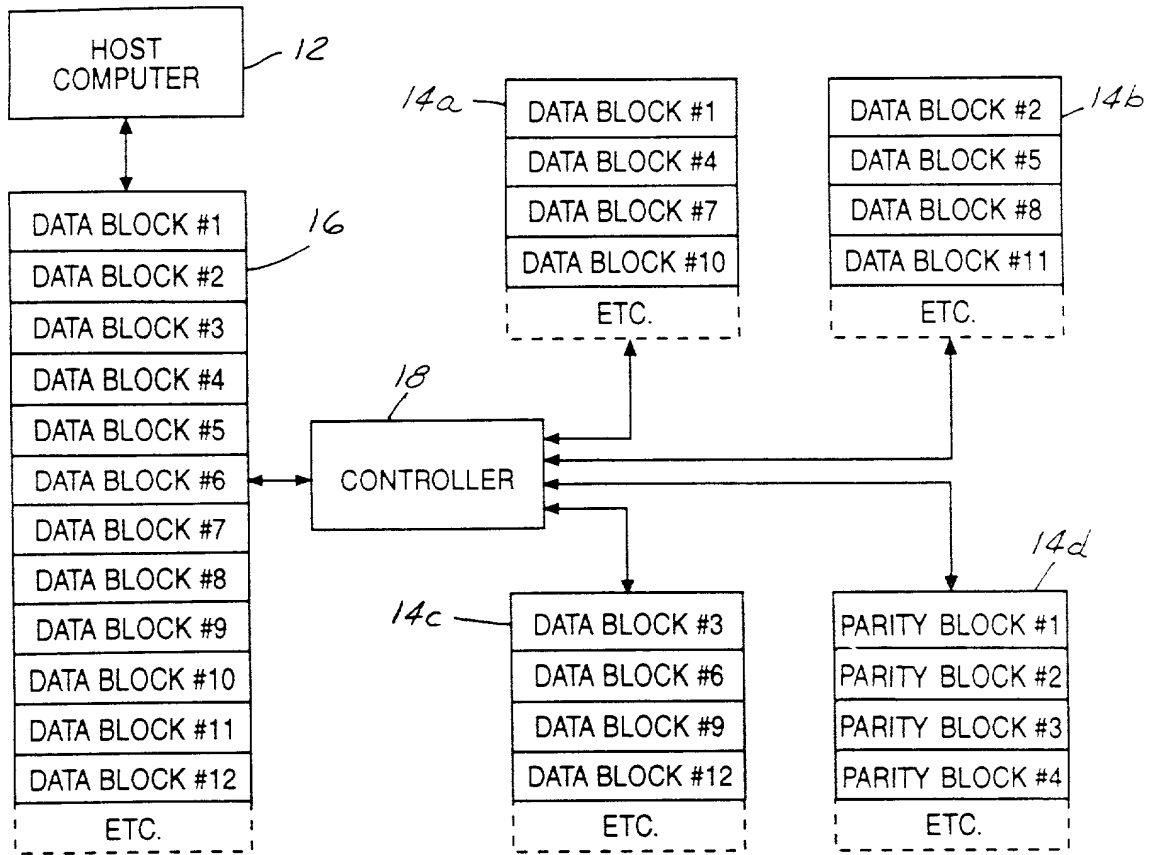 HOST
COMPUTER
12
DATA BLOCK #1
DATA BLOCK #2
DATA BLOCK #3
DATA BLOCK #4
DATA BLOCK #5
DATA BLOCK #6
DATA BLOCK #7
DATA BLOCK #8
DATA BLOCK #9
DATA BLOCK #10
DATA BLOCK #11
DATA BLOCK #12
ETC.
16
18
CONTROLLER
14a
DATA BLOCK #1
DATA BLOCK #4
DATA BLOCK #7
DATA BLOCK #10
ETC.
14b
DATA BLOCK #2
DATA BLOCK #5
DATA BLOCK #8
DATA BLOCK #11
ETC.
14c
DATA BLOCK #3
DATA BLOCK #6
DATA BLOCK #9
DATA BLOCK #12
ETC.
14d
PARITY BLOCK #1
PARITY BLOCK #2
PARITY BLOCK #3
PARITY BLOCK #4
ETC.